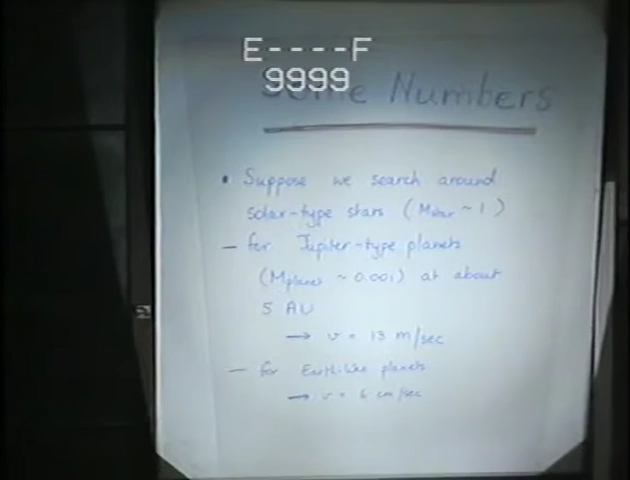 E----F
9999
Some Numbers
• Suppose we search around
solar-type stars (Mstar ~ 1)
- for Jupiter-type planets
(Mplanet ~ 0.001) at about
5 AU
→ v = 13 m/sec
- for Earth-like planets
→ v = 6 cm/sec